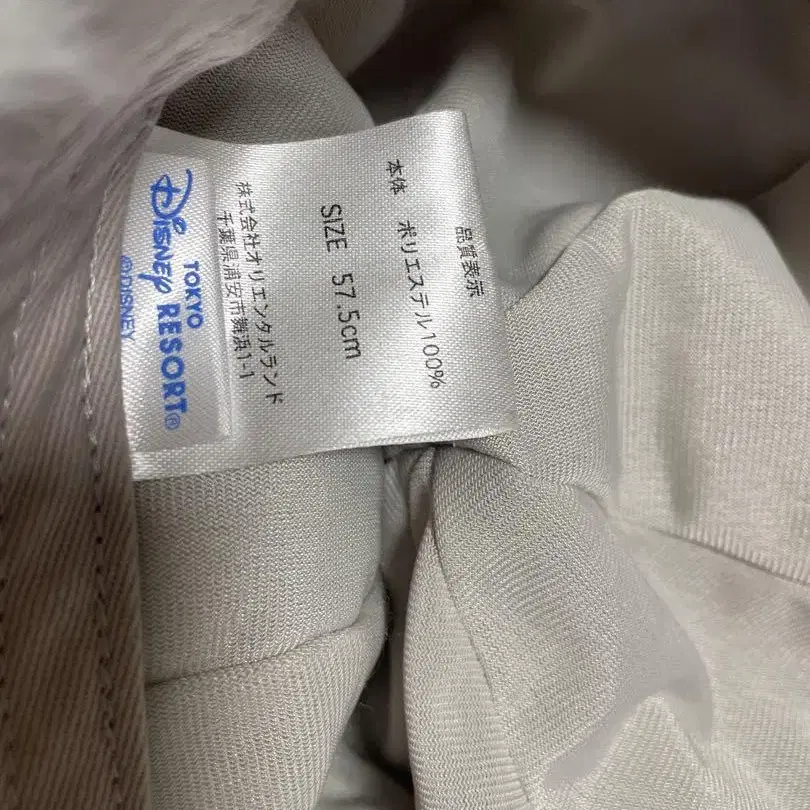 品質表示
本体 ポリエステル100%
SIZE 57.5cm
株式会社オリエンタルランド
千葉県浦安市舞浜1-1
TOKYO
DISNEY RESORT®
©DISNEY